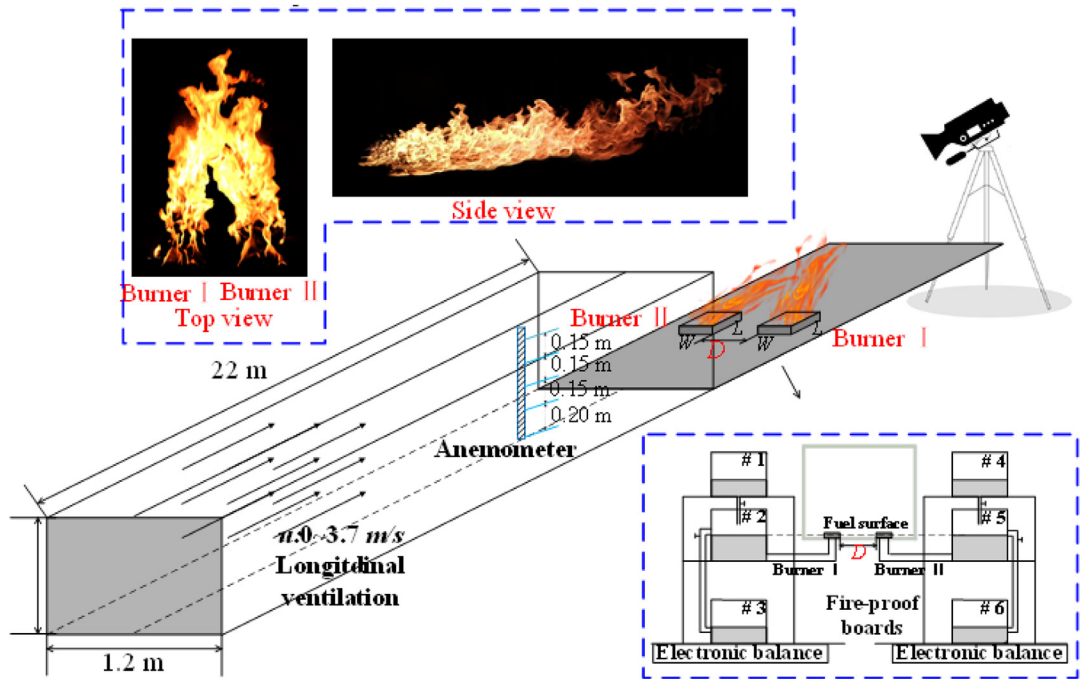 Side view
Burner Ⅰ Burner Ⅱ
Top view
Burner Ⅱ
Burner Ⅰ
W
L
D
W
L
0.15 m
0.15 m
0.15 m
0.20 m
22 m
Anemometer
u:0~3.7 m/s
Longitdinal
ventilation
1.2 m
# 1
# 4
# 2
# 5
Fuel surface
D
Burner Ⅰ
Burner Ⅱ
# 3
Fire-proof
boards
# 6
Electronic balance
Electronic balance